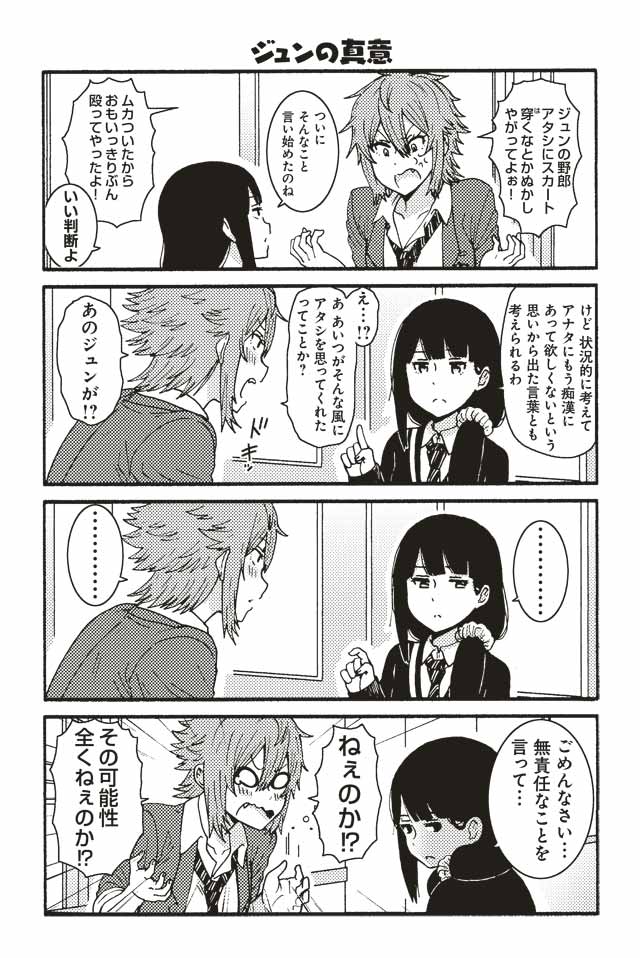 ジュンの真意
ジュンの野郎
アタシにスカート
穿くなとかぬかし
やがってよぉ!
は
ついに
そんなこと
言い始めたのね
ムカついたから
おもいっきりぶん
殴ってやったよ!
いい判断よ
けど 状況的に考えて
アナタにもう痴漢に
あって欲しくないという
思いから出た言葉とも
考えられるわ
え…!?
あ あいつがそんな風に
アタシを思ってくれた
ってことか?
あのジュンが!?
ドキッ
………
………
ごめんなさい…
無責任なことを
言って…
ねぇのか!?
その可能性
全くねぇのか!?